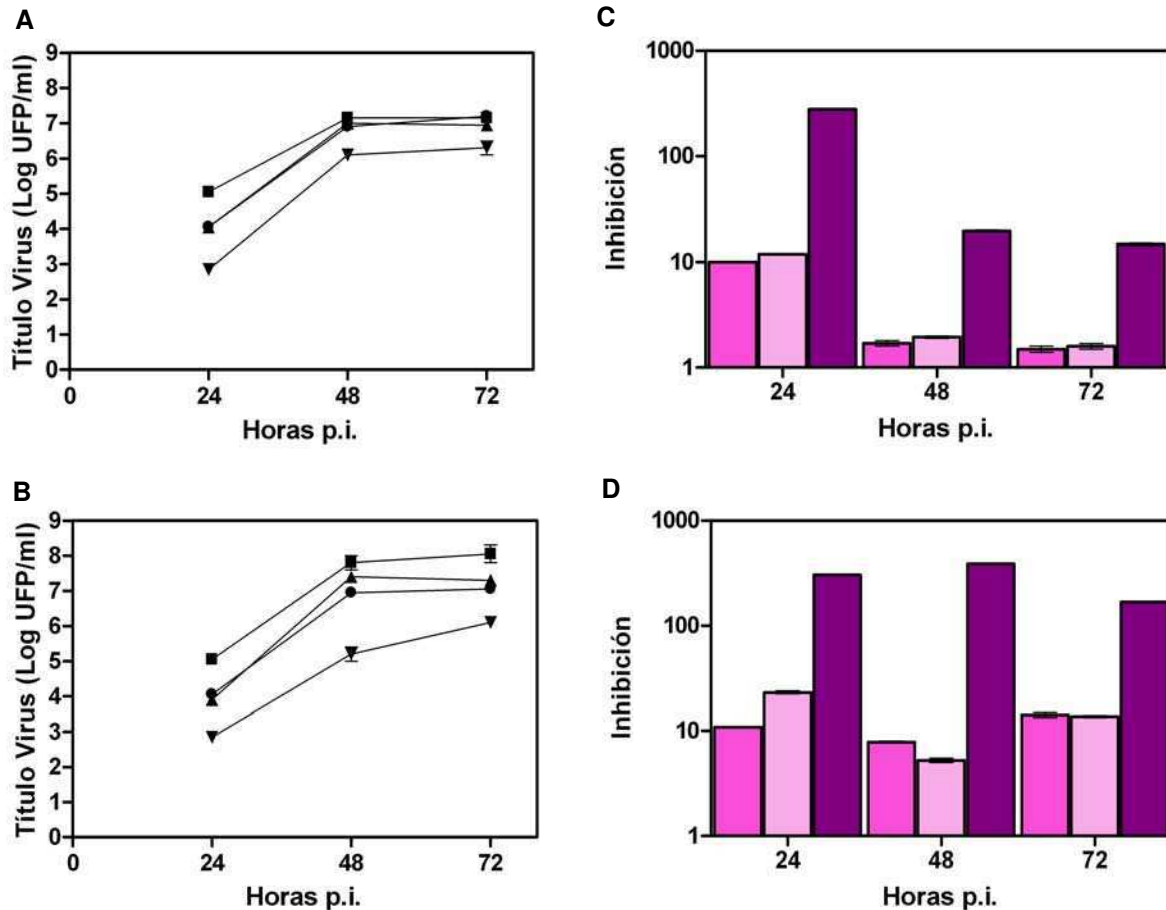 A
Título Virus (Log UFP/ml)
9
8
7
6
5
4
3
2
1
0
0 24 48 72
Horas p.i.
C
Inhibición
1000
100
10
1
24 48 72
Horas p.i.
B
Título Virus (Log UFP/ml)
9
8
7
6
5
4
3
2
1
0
0 24 48 72
Horas p.i.
D
Inhibición
1000
100
10
1
24 48 72
Horas p.i.